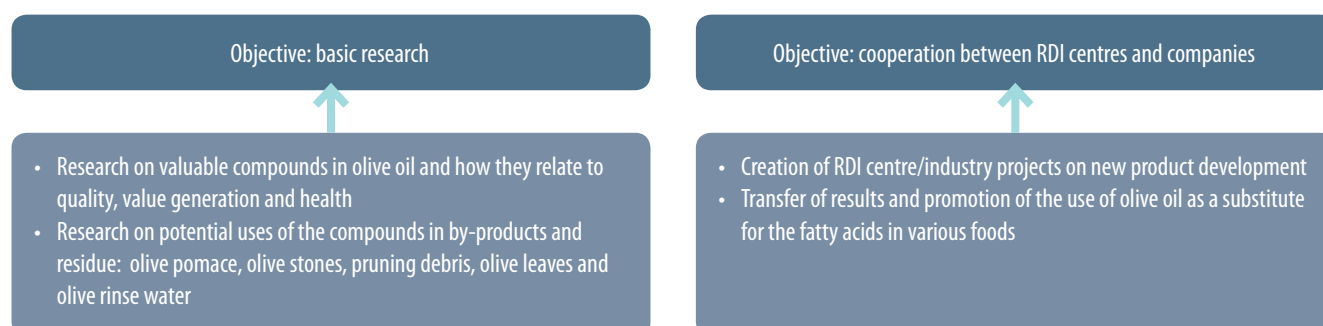 Objective: basic research
• Research on valuable compounds in olive oil and how they relate to
quality, value generation and health
• Research on potential uses of the compounds in by-products and
residue: olive pomace, olive stones, pruning debris, olive leaves and
olive rinse water
Objective: cooperation between RDI centres and companies
• Creation of RDI centre/industry projects on new product development
• Transfer of results and promotion of the use of olive oil as a substitute
for the fatty acids in various foods